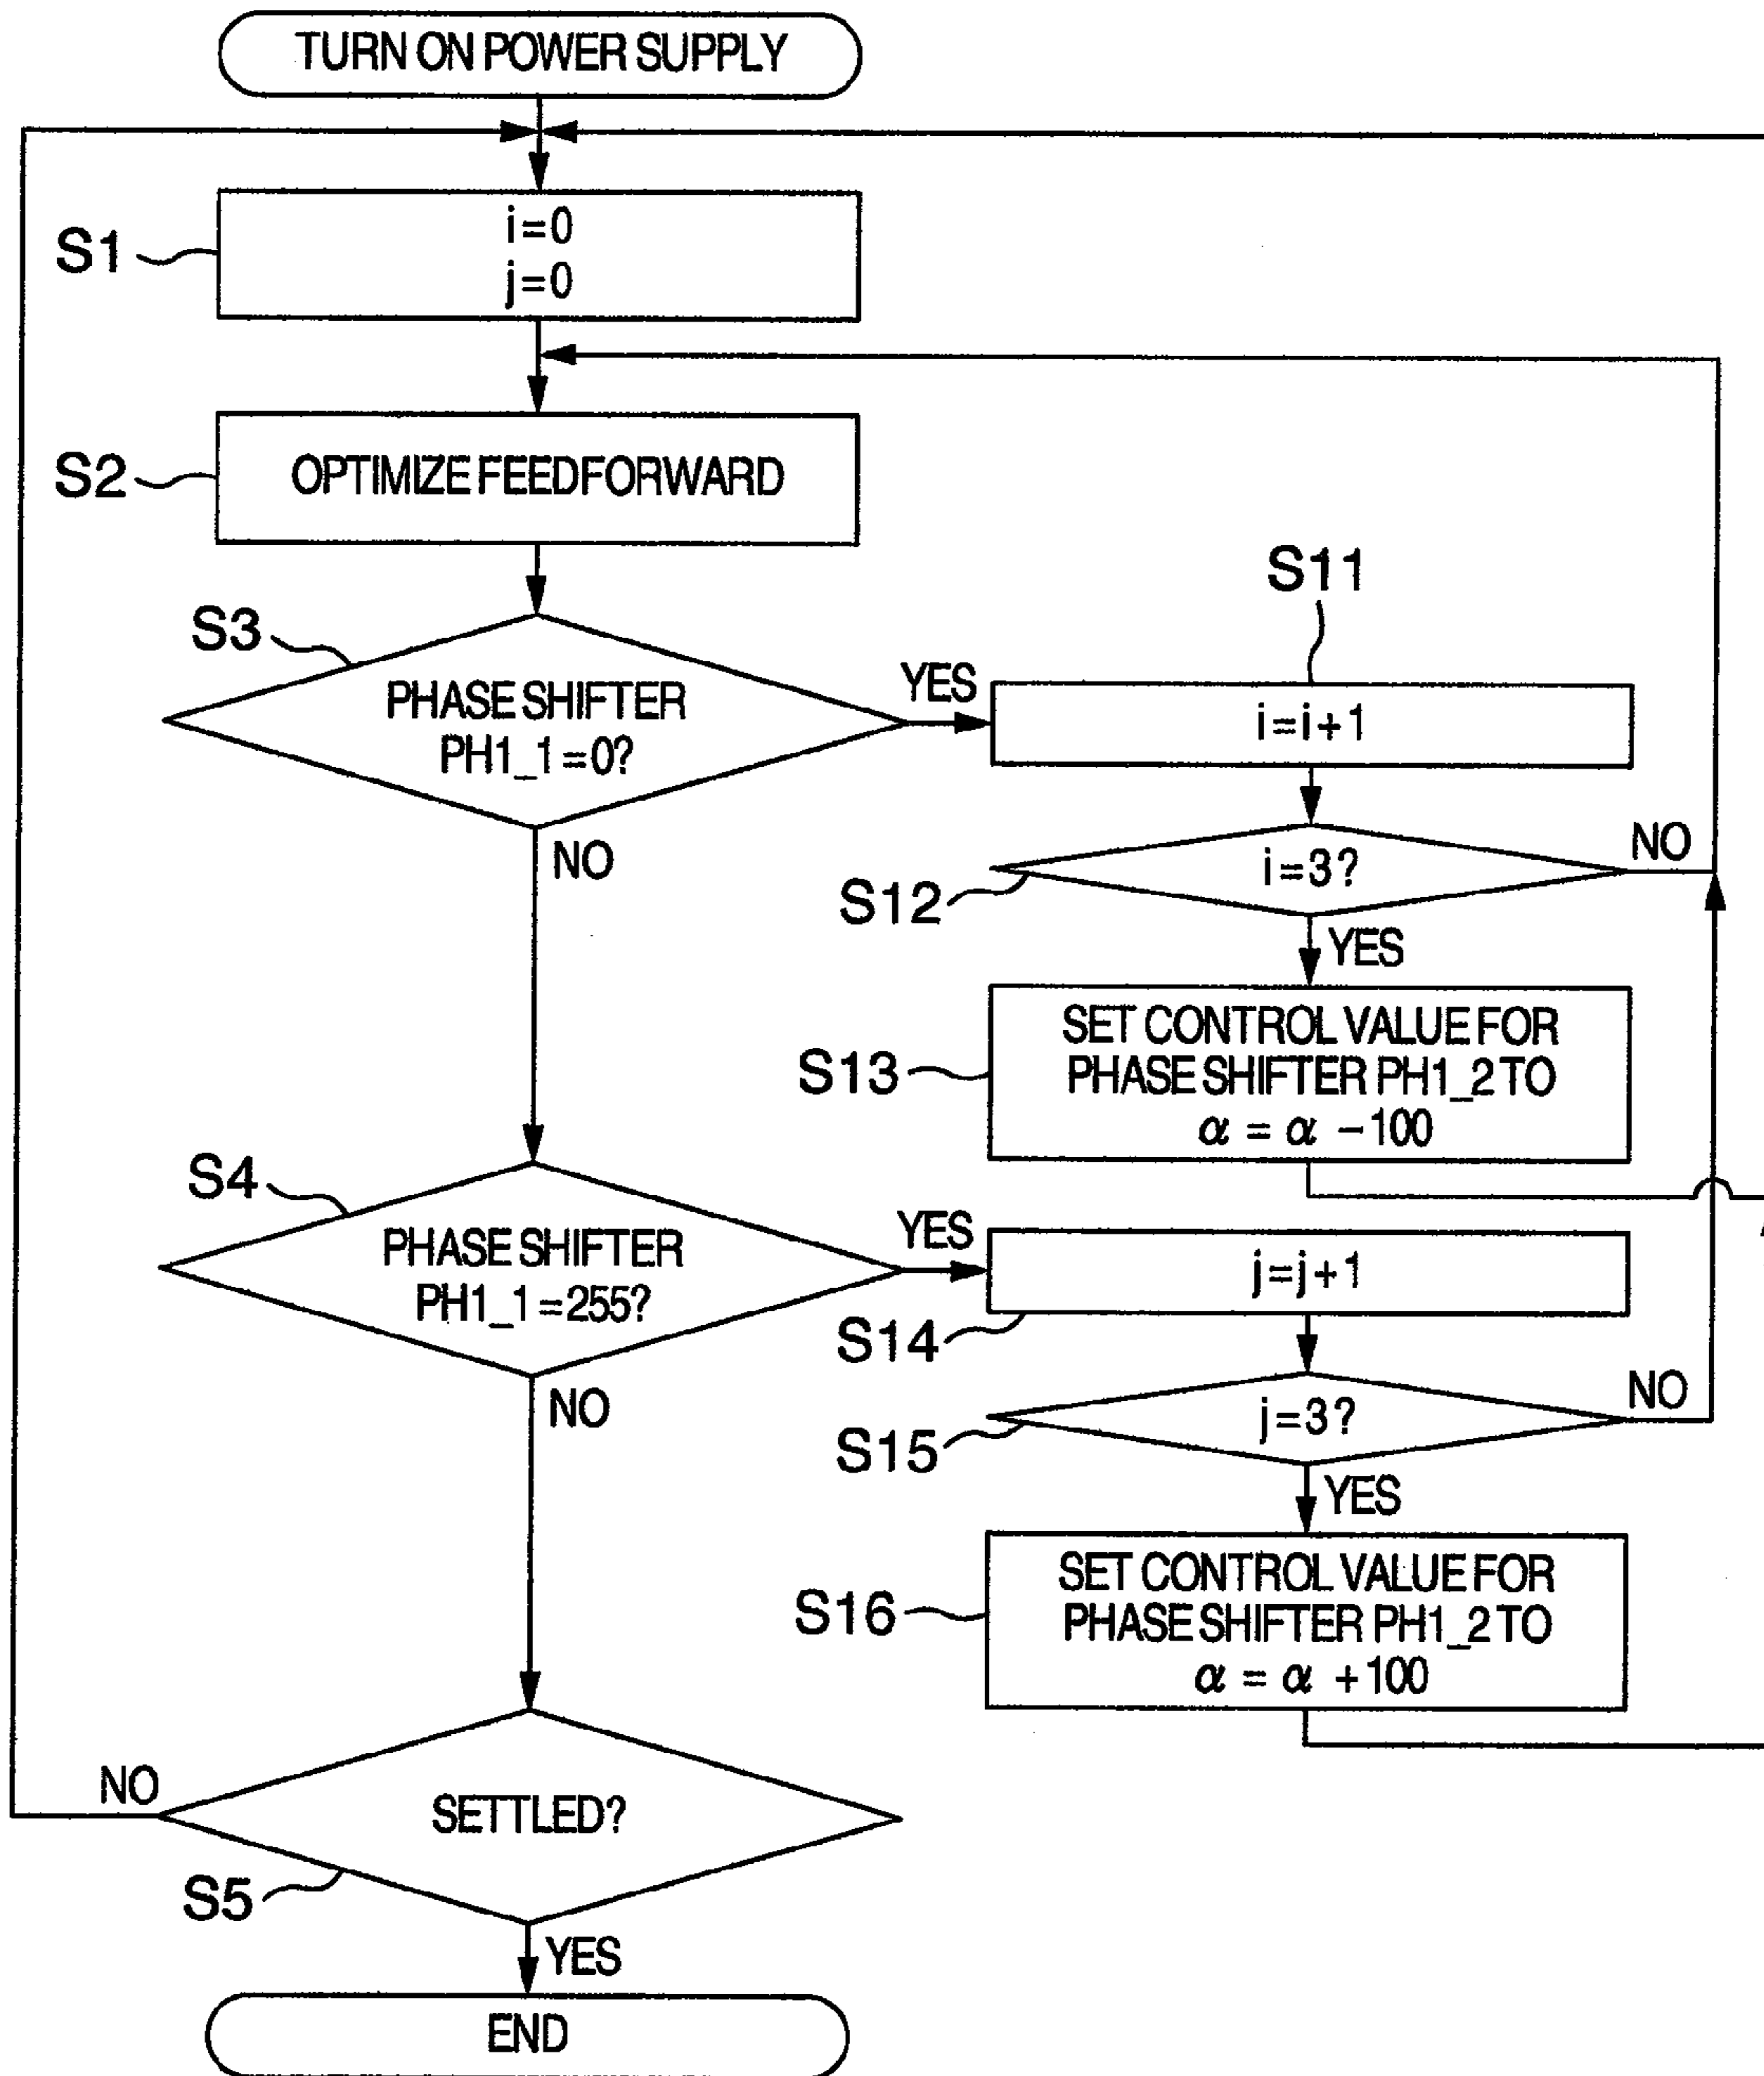 TURN ON POWER SUPPLY
S1
i=0
j=0
S2
OPTIMIZE FEEDFORWARD
S3
PHASE SHIFTER
PH1_1=0?
YES
NO
S11
i=i+1
S12
i=3?
NO
YES
S13
SET CONTROL VALUE FOR
PHASE SHIFTER PH1_2 TO
α = α -100
S4
PHASE SHIFTER
PH1_1=255?
YES
NO
S14
j=j+1
S15
j=3?
NO
YES
S16
SET CONTROL VALUE FOR
PHASE SHIFTER PH1_2 TO
α = α +100
S5
SETTLED?
NO
YES
END